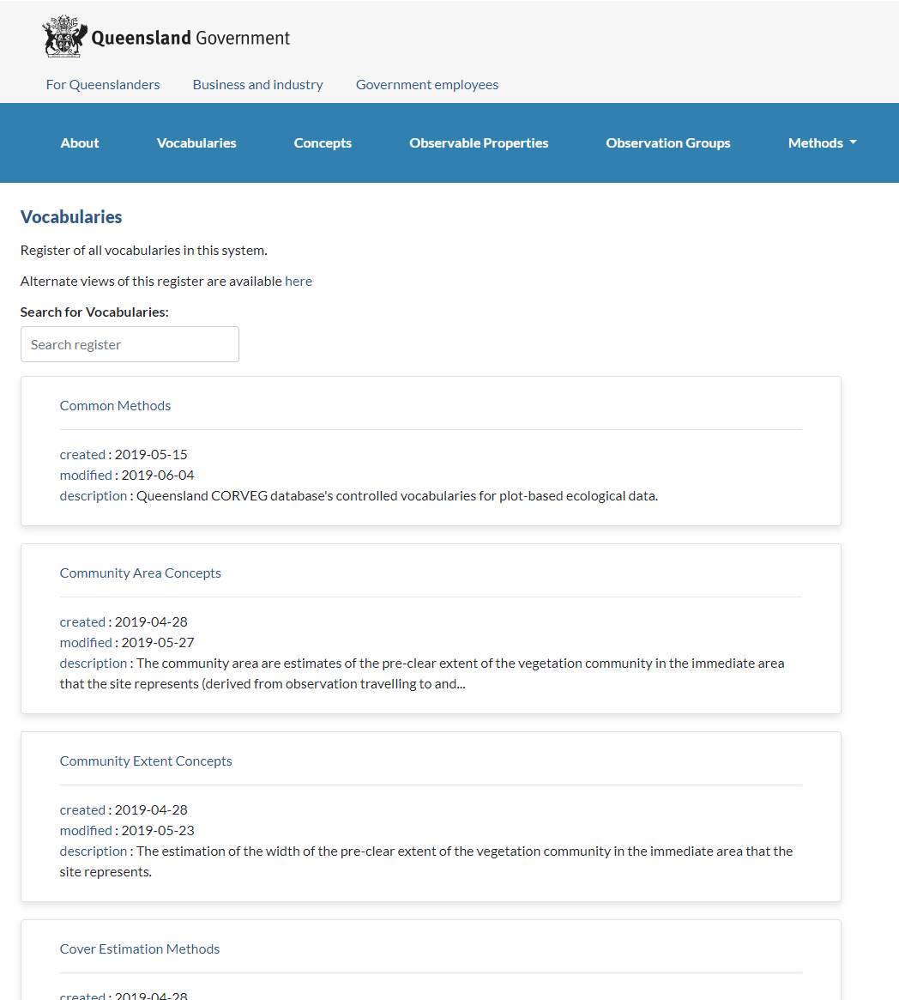 Queensland Government
For Queenslanders Business and industry Government employees
About Vocabularies Concepts Observable Properties Observation Groups Methods
Vocabularies
Register of all vocabularies in this system.
Alternate views of this register are available here
Search for Vocabularies:
Search register
Common Methods
created : 2019-05-15
modified : 2019-06-04
description : Queensland CORVEG database's controlled vocabularies for plot-based ecological data.
Community Area Concepts
created : 2019-04-28
modified : 2019-05-27
description : The community area are estimates of the pre-clear extent of the vegetation community in the immediate area
that the site represents (derived from observation travelling to and...
Community Extent Concepts
created : 2019-04-28
modified : 2019-05-23
description : The estimation of the width of the pre-clear extent of the vegetation community in the immediate area that the
site represents.
Cover Estimation Methods
created : 2019-04-28